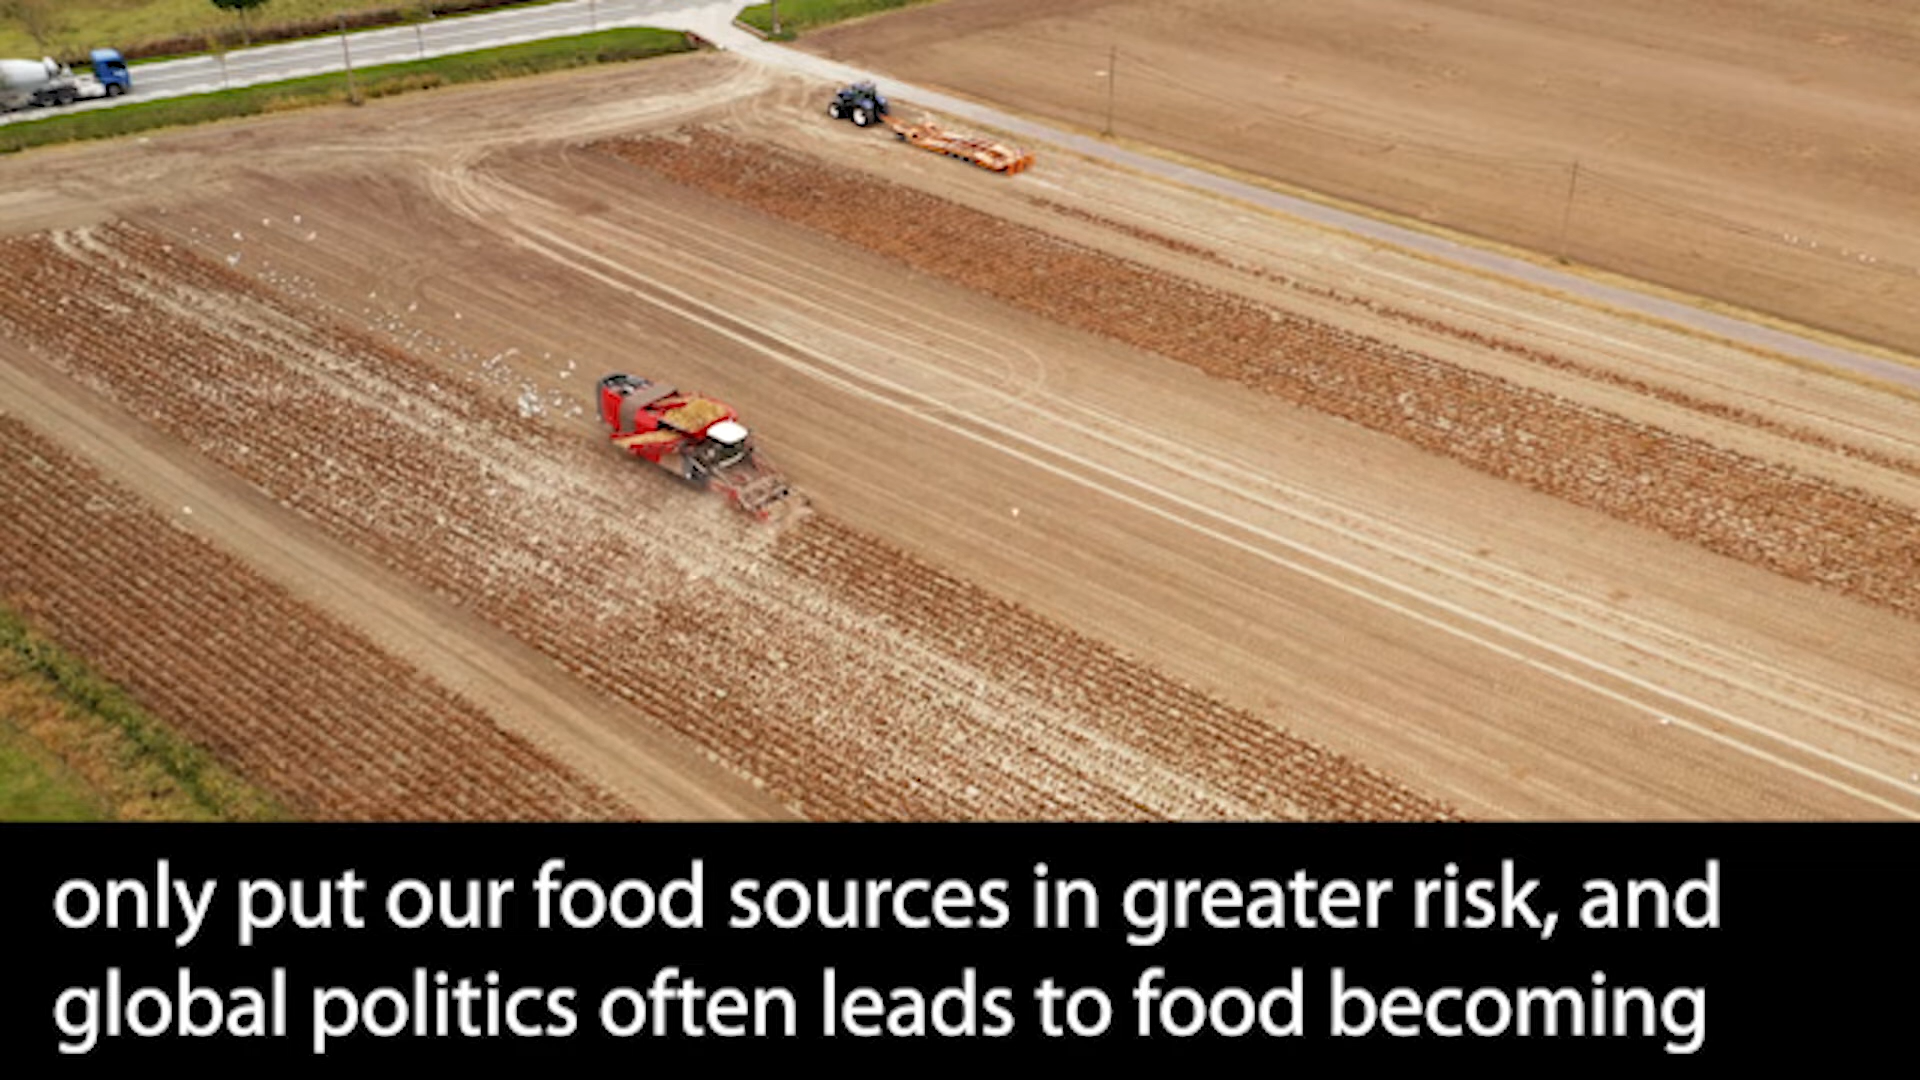 only put our food sources in greater risk, and
global politics often leads to food becoming